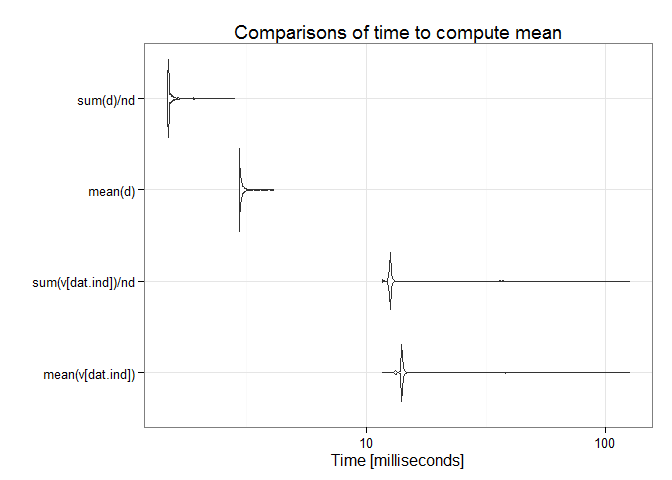 Comparisons of time to compute mean
sum(d)/nd
mean(d)
sum(v[dat.ind])/nd
mean(v[dat.ind])
10
100
Time [milliseconds]